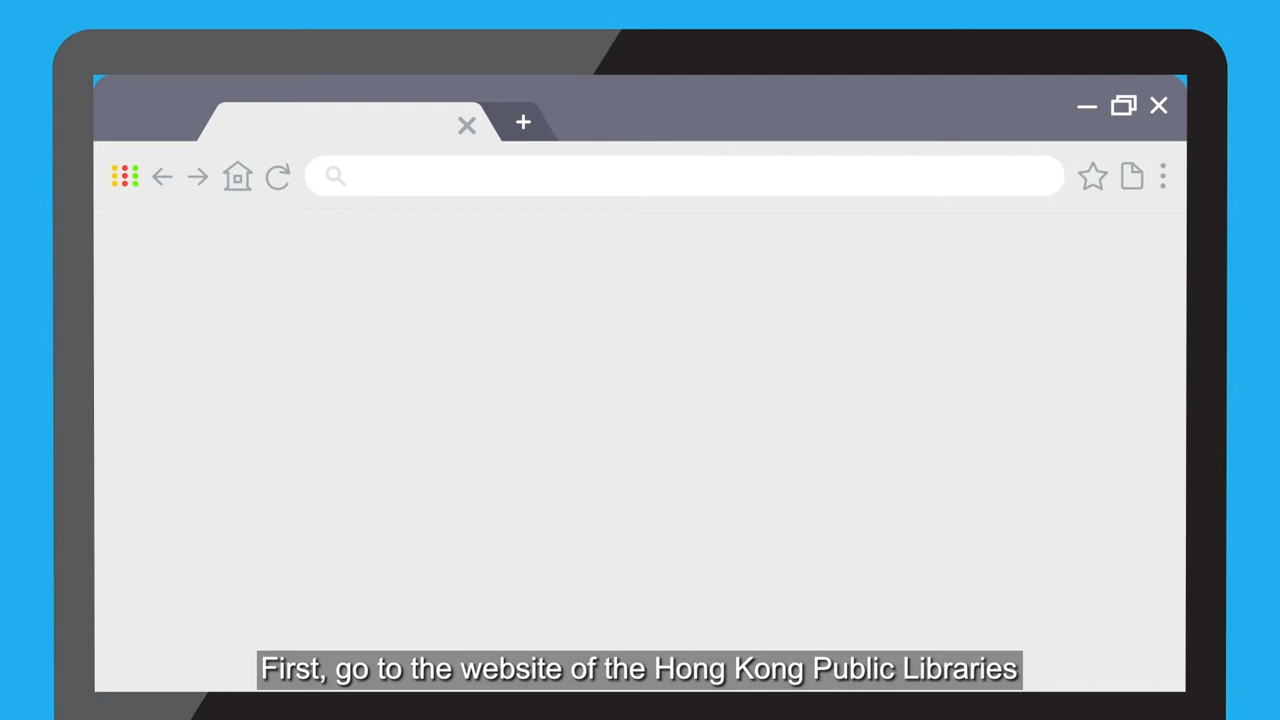 First, go to the website of the Hong Kong Public Libraries